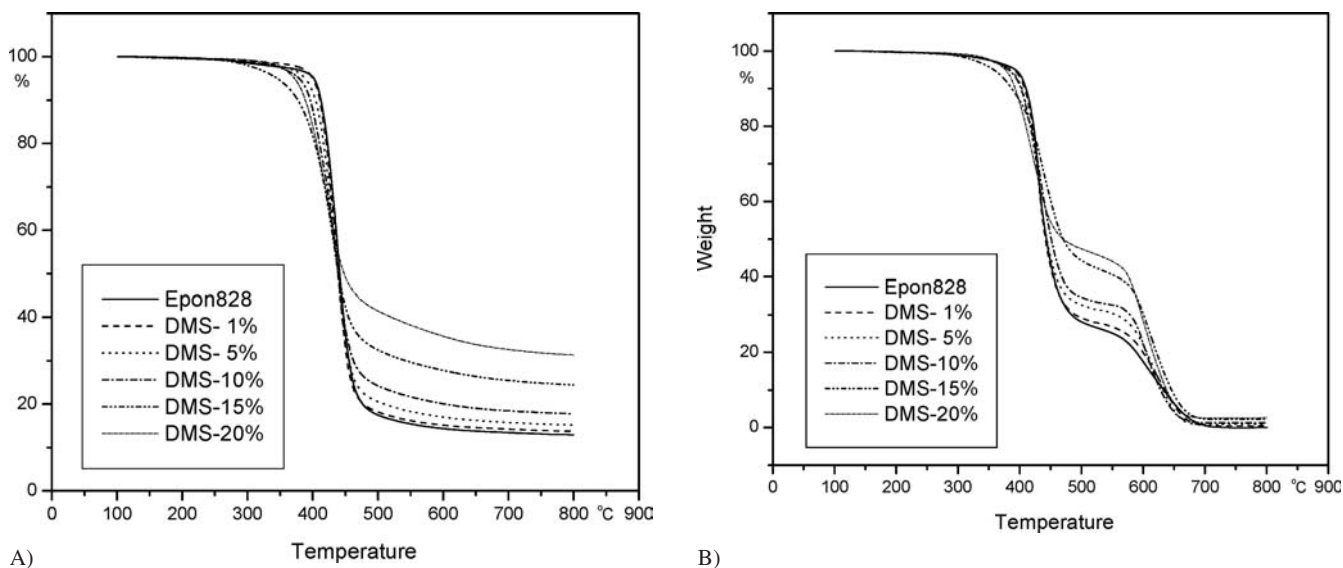 100
%
80
60
40
20
0
Epon828
DMS- 1%
DMS- 5%
DMS-10%
DMS-15%
DMS-20%
0 100 200 300 400 500 600 700 800 °C 900
Temperature
A)
100
%
80
60
40
20
0
Weight
Epon828
DMS- 1%
DMS- 5%
DMS-10%
DMS-15%
DMS-20%
0 100 200 300 400 500 600 700 800 °C 900
Temperature
B)